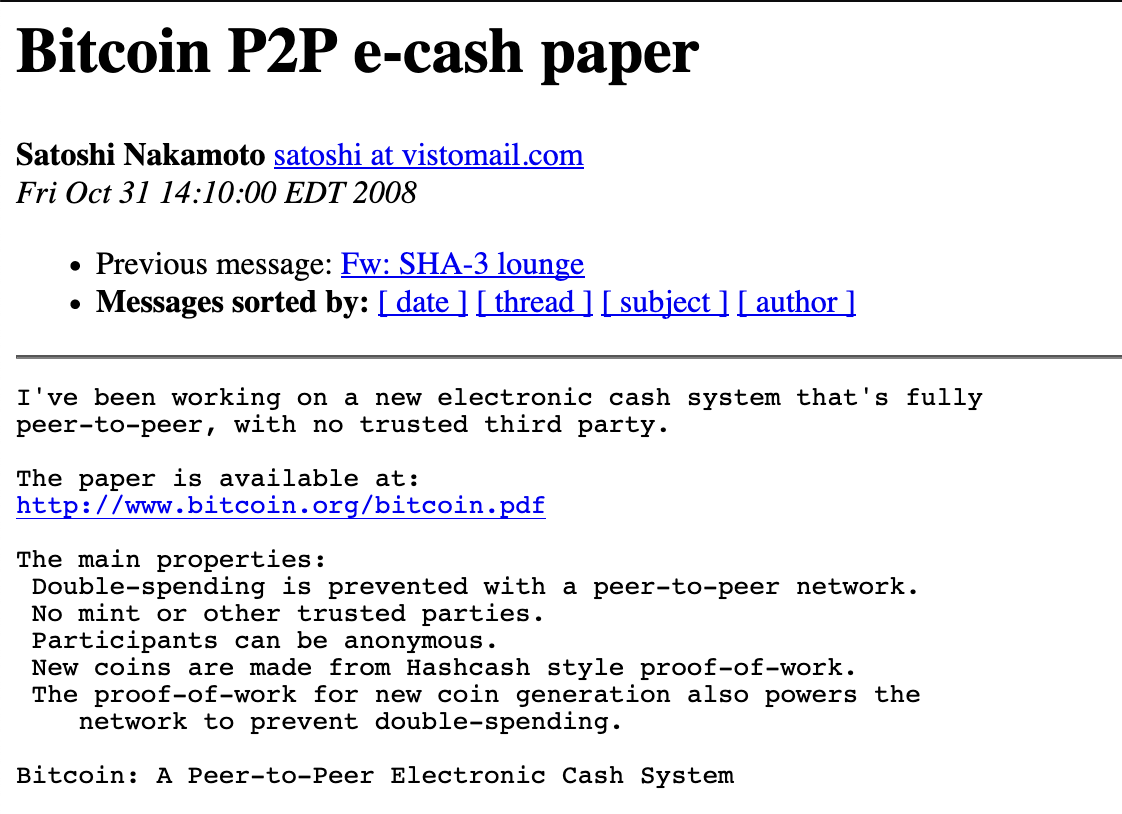 Bitcoin P2P e-cash paper
Satoshi Nakamoto satoshi at vistomail.com
Fri Oct 31 14:10:00 EDT 2008
• Previous message: Fw: SHA-3 lounge
• Messages sorted by: [ date ] [ thread ] [ subject ] [ author ]
I've been working on a new electronic cash system that's fully
peer-to-peer, with no trusted third party.
The paper is available at:
http://www.bitcoin.org/bitcoin.pdf
The main properties:
Double-spending is prevented with a peer-to-peer network.
No mint or other trusted parties.
Participants can be anonymous.
New coins are made from Hashcash style proof-of-work.
The proof-of-work for new coin generation also powers the
network to prevent double-spending.
Bitcoin: A Peer-to-Peer Electronic Cash System